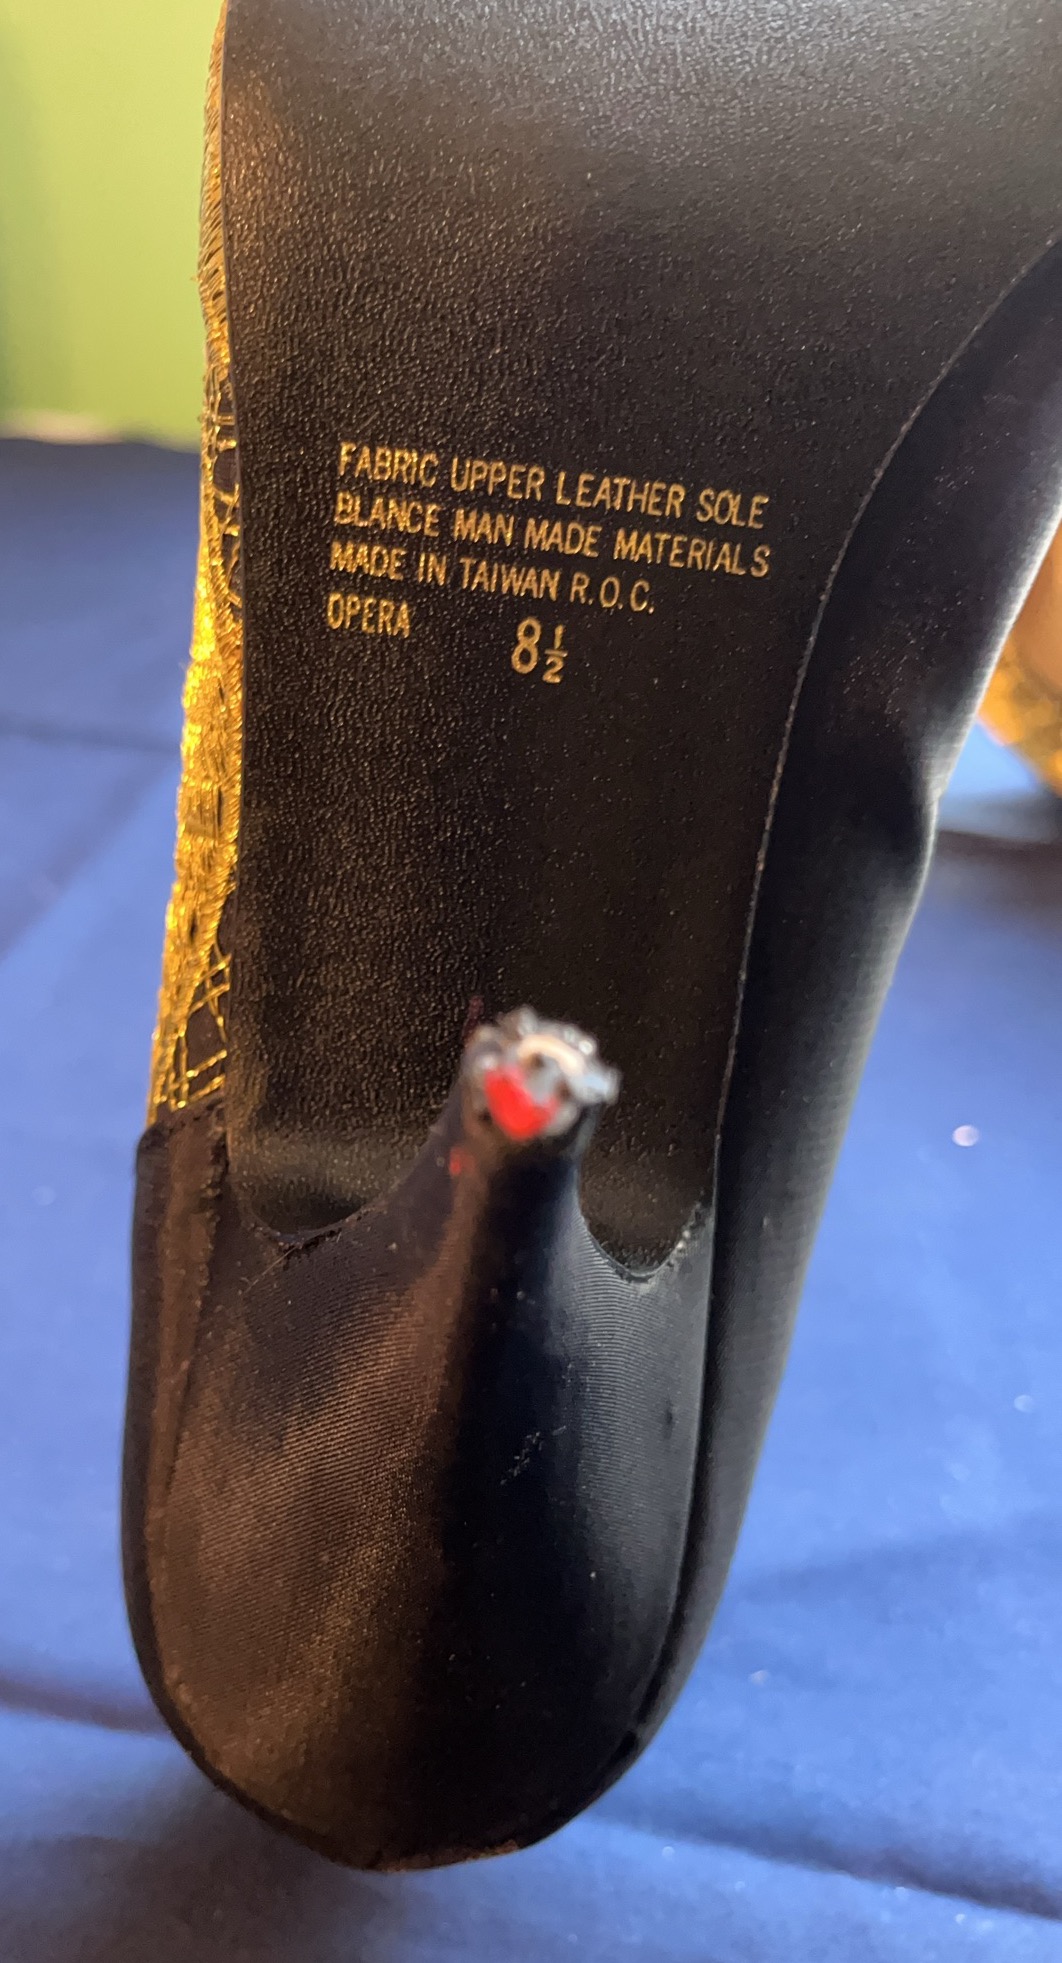 FABRIC UPPER LEATHER SOLE
BLANCE MAN MADE MATERIALS
MADE IN TAIWAN R.O.C.
OPERA 8½